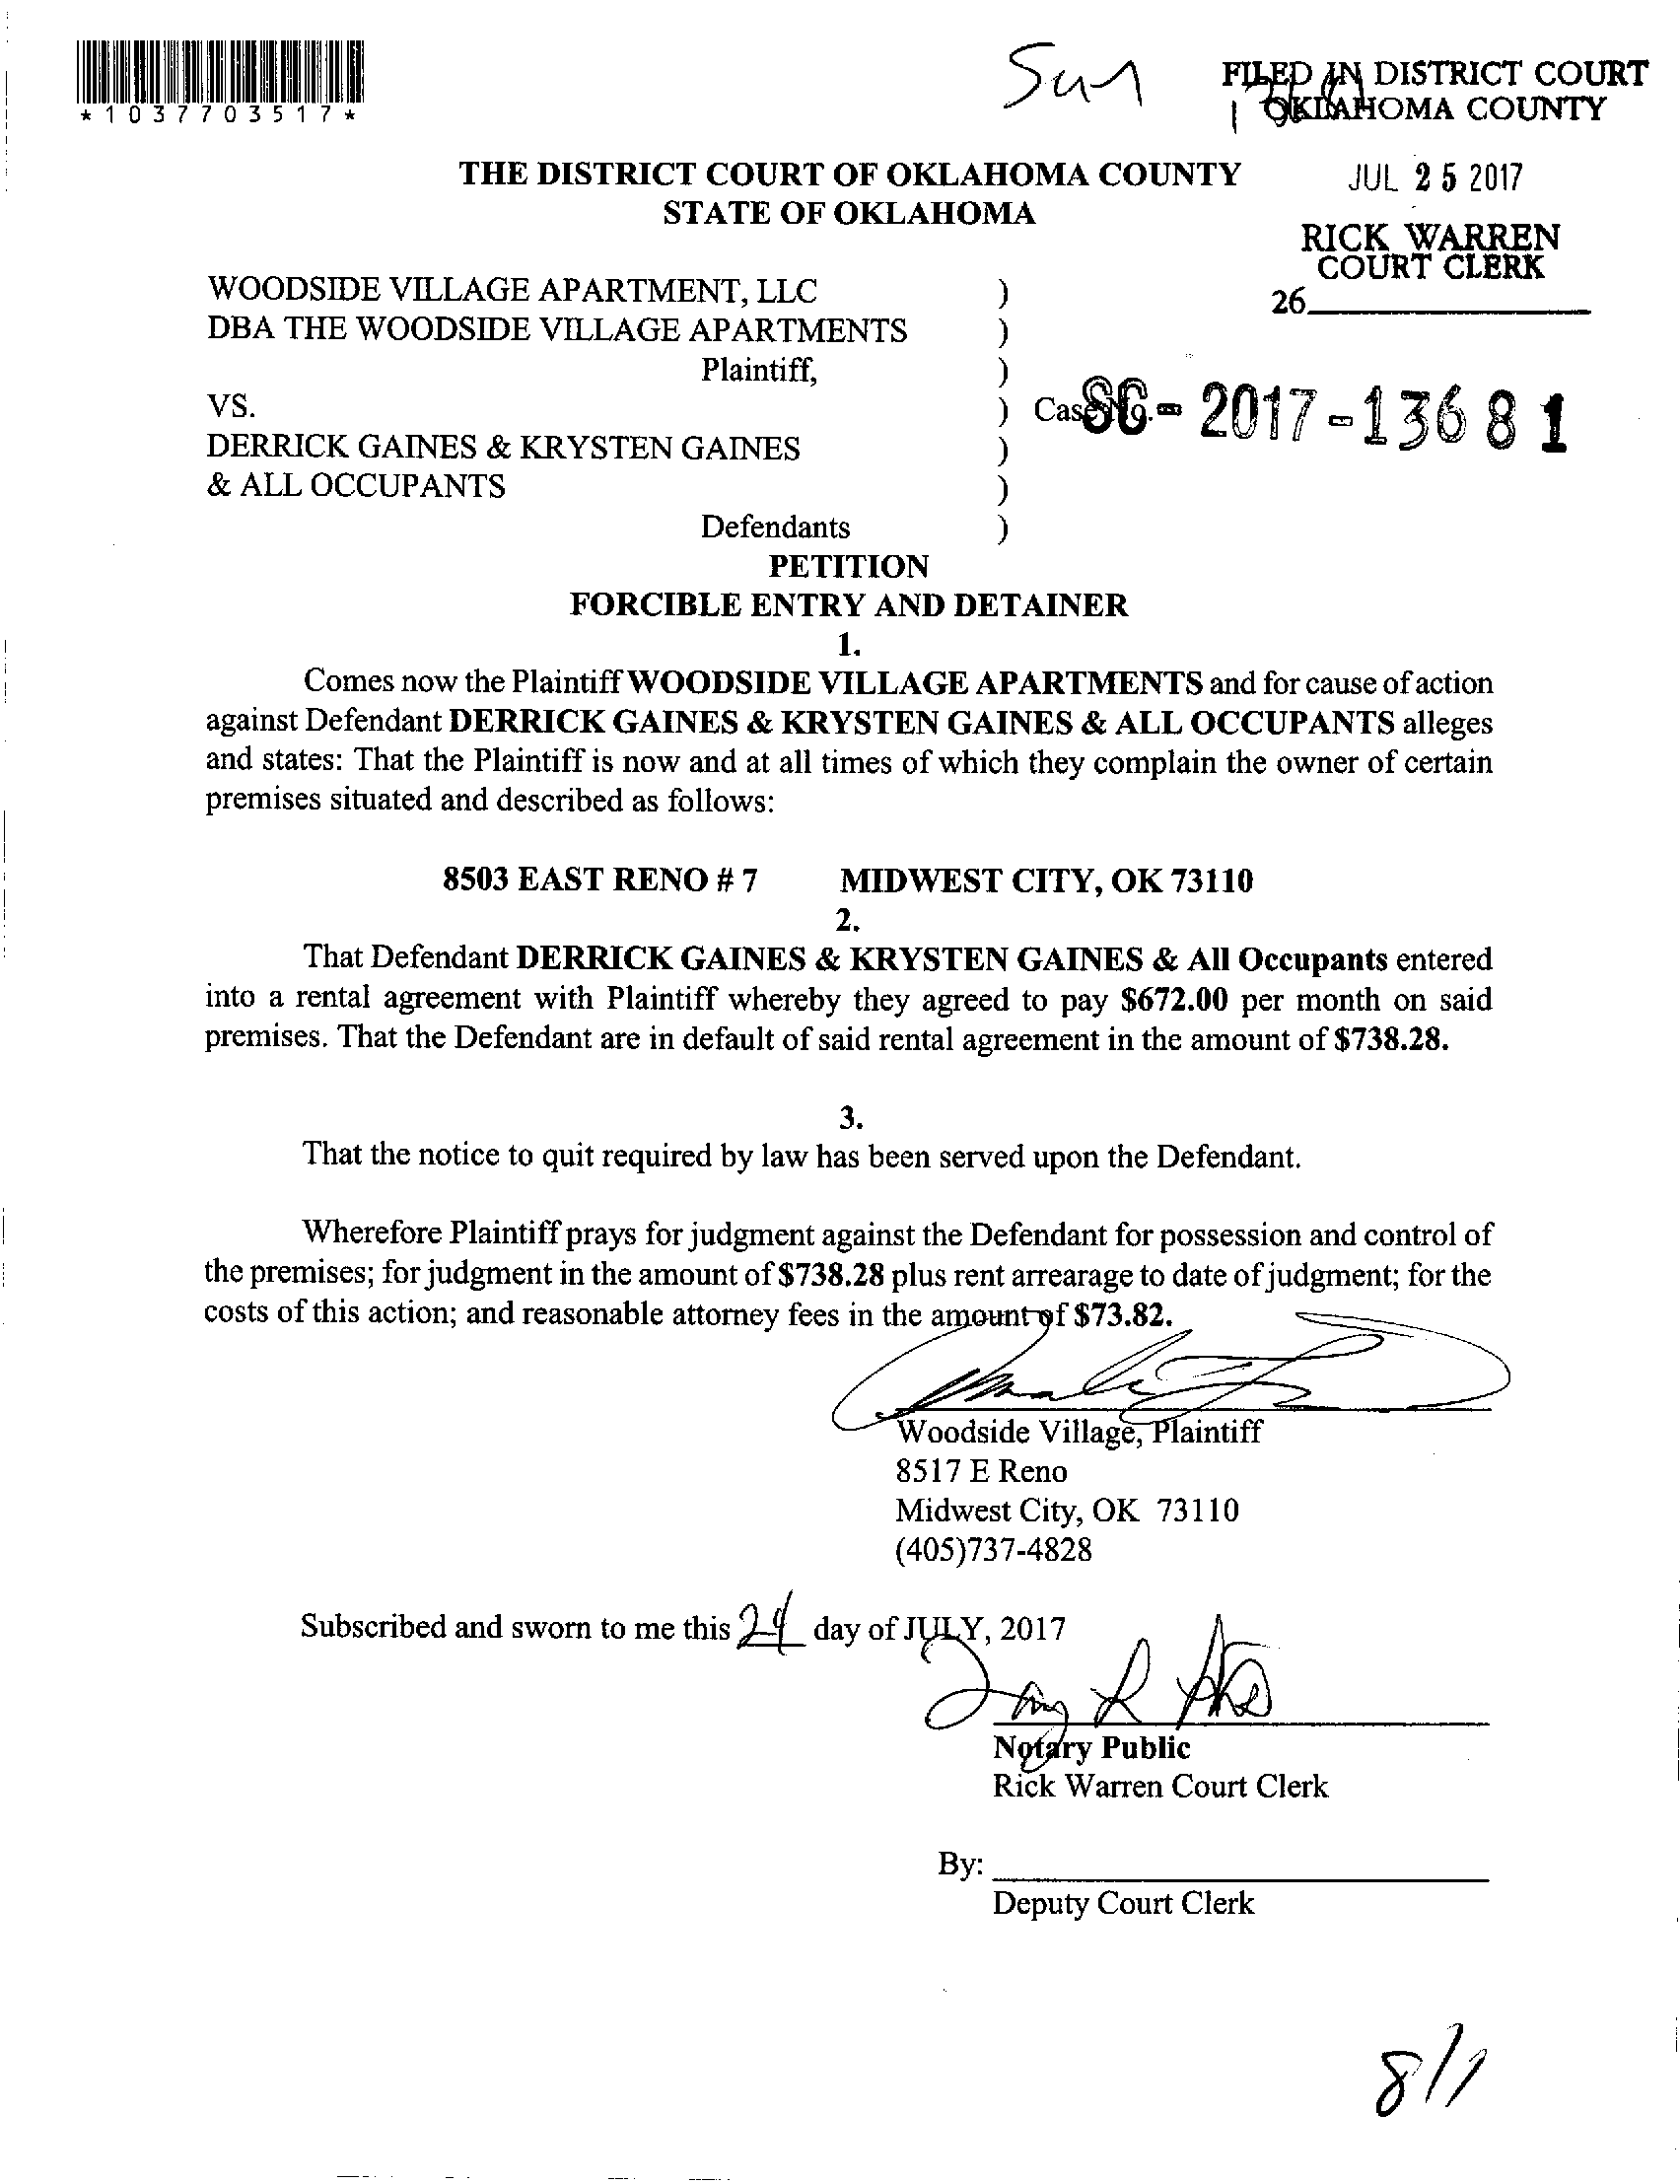 *1037703517*
FILED IN DISTRICT COURT
OKLAHOMA COUNTY
JUL 25 2017
RICK WARREN
COURT CLERK
26
THE DISTRICT COURT OF OKLAHOMA COUNTY
STATE OF OKLAHOMA
WOODSIDE VILLAGE APARTMENT, LLC )
DBA THE WOODSIDE VILLAGE APARTMENTS )
Plaintiff, )
VS. ) Case No. SC-2017-13681
DERRICK GAINES & KRYSTEN GAINES )
& ALL OCCUPANTS )
Defendants )
PETITION
FORCIBLE ENTRY AND DETAINER
1.
Comes now the Plaintiff WOODSIDE VILLAGE APARTMENTS and for cause of action
against Defendant DERRICK GAINES & KRYSTEN GAINES & ALL OCCUPANTS alleges
and states: That the Plaintiff is now and at all times of which they complain the owner of certain
premises situated and described as follows:
8503 EAST RENO # 7 MIDWEST CITY, OK 73110
2.
That Defendant DERRICK GAINES & KRYSTEN GAINES & All Occupants entered
into a rental agreement with Plaintiff whereby they agreed to pay $672.00 per month on said
premises. That the Defendant are in default of said rental agreement in the amount of $738.28.
3.
That the notice to quit required by law has been served upon the Defendant.
Wherefore Plaintiff prays for judgment against the Defendant for possession and control of
the premises; for judgment in the amount of $738.28 plus rent arrearage to date of judgment; for the
costs of this action; and reasonable attorney fees in the amount of $73.82.
Woodside Village, Plaintiff
8517 E Reno
Midwest City, OK 73110
(405)737-4828
Subscribed and sworn to me this 24 day of JULY, 2017
Notary Public
Rick Warren Court Clerk
By:
Deputy Court Clerk
8/1